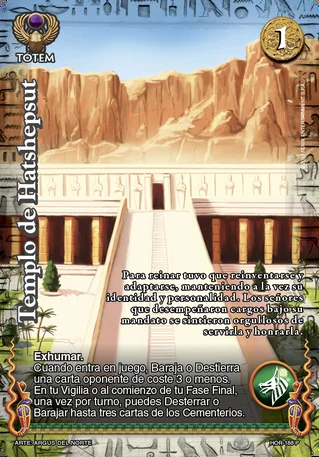 TOTEM
1
Templo de Hatshepsut
Para reinar tuvo que reinventarse y
adaptarse, manteniendo a la vez su
identidad y personalidad. Los señores
que desempeñaron cargos bajo su
mandato se sintieron orgullosos de
servirla y honrarla.
Exhumar.
Cuando entra en juego, Baraja o Destierra
una carta oponente de coste 3 o menos.
En tu Vigilia o al comienzo de tu Fase Final,
una vez por turno, puedes Desterrar o
Barajar hasta tres cartas de los Cementerios.
ARTE: ARGUS DEL NORTE
HOR-186 P